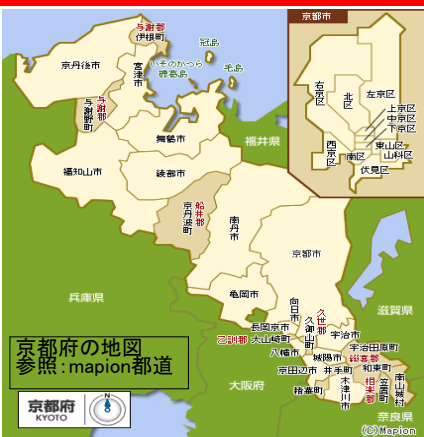 京都市
与謝郡
伊根町
冠島
京丹後市
宮津市
毛島
与謝郡
与謝野町
舞鶴市
福井県
福知山市
綾部市
船井郡
京丹波町
南丹市
京都市
兵庫県
亀岡市
滋賀県
向日市
久世郡
久御山町
長岡京市
宇治市
乙訓郡
大山崎町
宇治田原町
八幡市
城陽市
綴喜郡
和東町
京田辺市
井手町
相楽郡
笠置町
南山城村
大阪府
精華町
木津川市
奈良県
右京区
北区
左京区
上京区
中京区
下京区
西京区
南区
東山区
山科区
伏見区
京都府の地図
参照:mapion都道
京都府
KYOTO
(C)Mapion